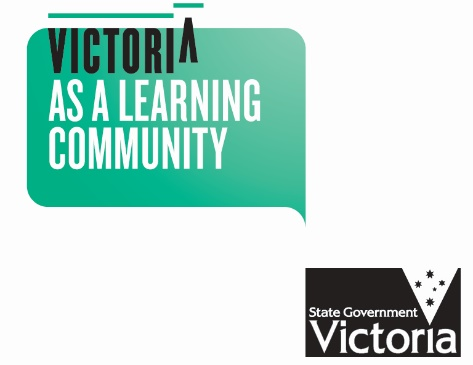 VICTORIA
AS A LEARNING
COMMUNITY
State Government
Victoria